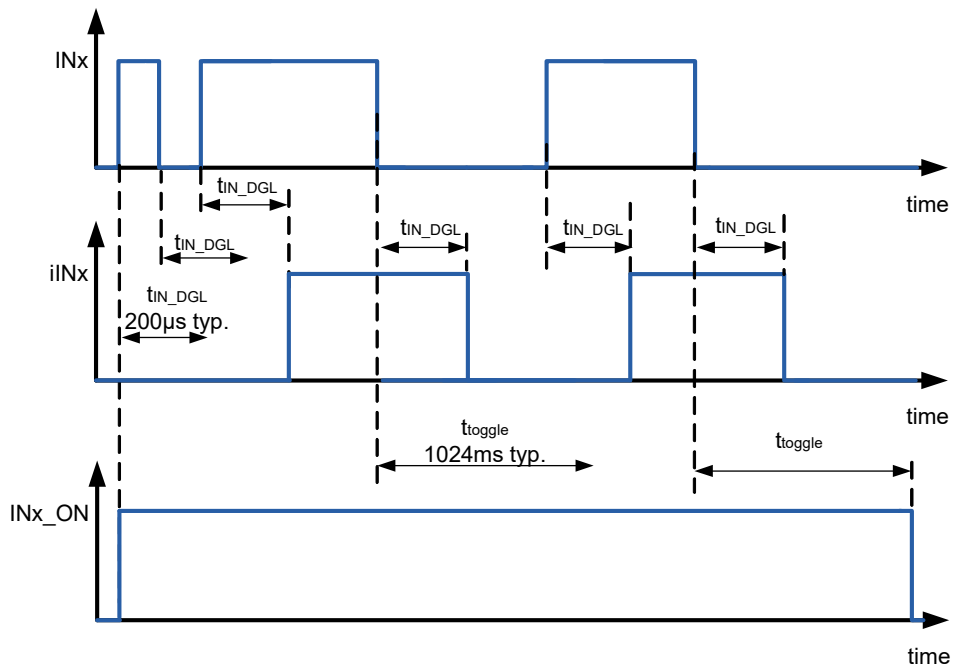 INx
tIN_DGL
time
tIN_DGL
tIN_DGL
tIN_DGL
tIN_DGL
iINx
tIN_DGL
200µs typ.
time
ttoggle
1024ms typ.
ttoggle
INx_ON
time